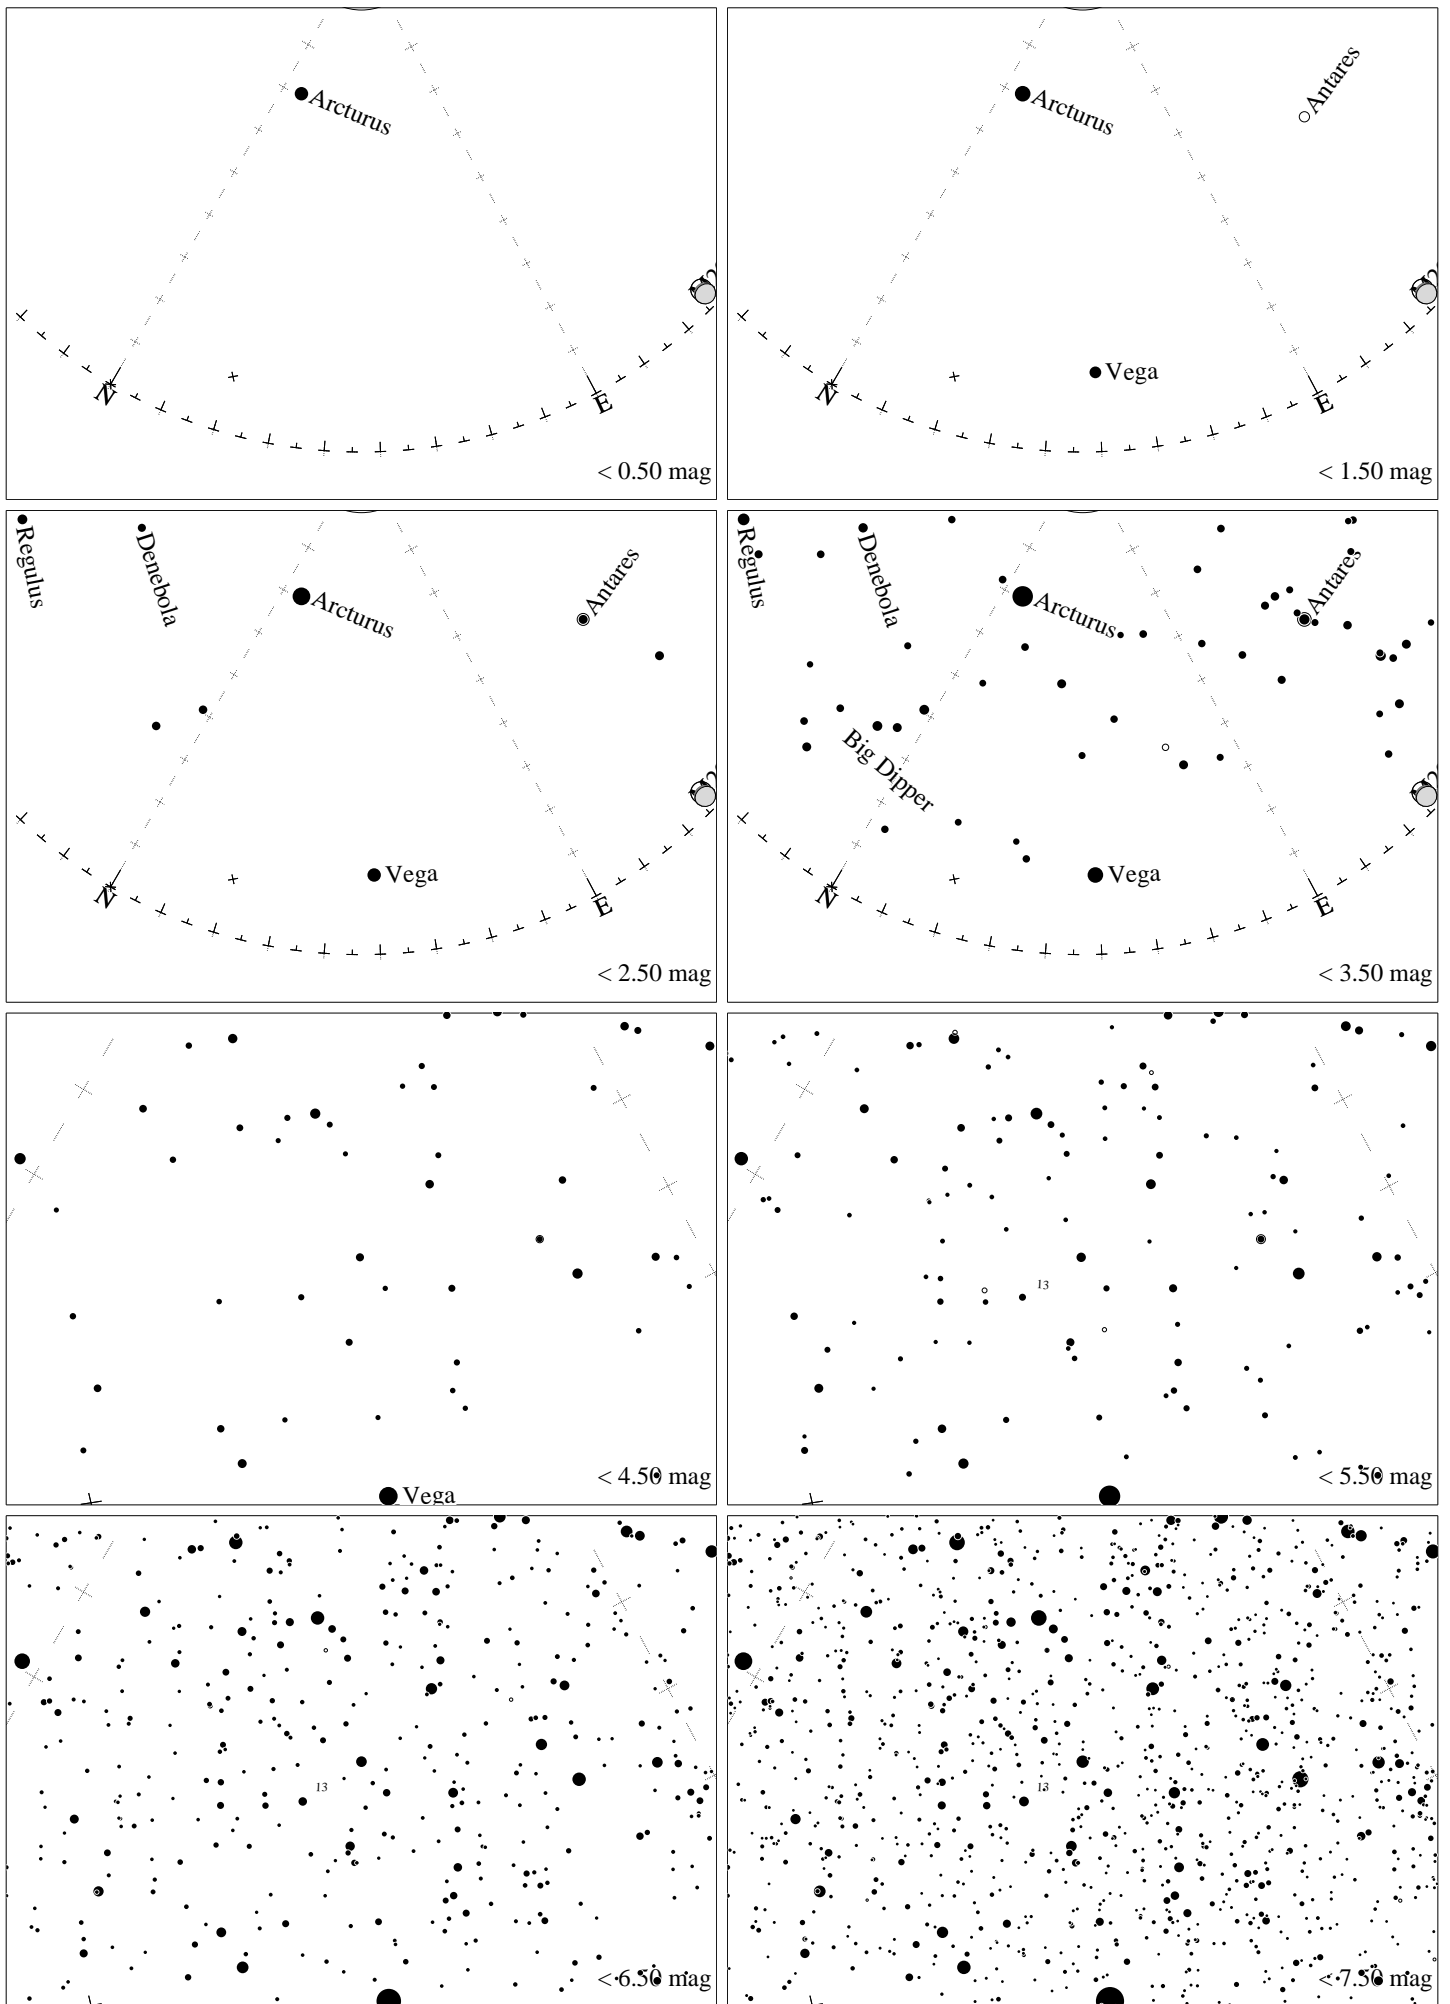 Arcturus
N
E
< 0.50 mag
Antares
Arcturus
Vega
N
E
< 1.50 mag
Regulus
Denebola
Antares
Arcturus
Vega
N
E
< 2.50 mag
Regulus
Denebola
Antares
Arcturus
Big Dipper
Vega
N
E
< 3.50 mag
Vega
< 4.50 mag
13
< 5.50 mag
13
< 6.50 mag
13
< 7.50 mag